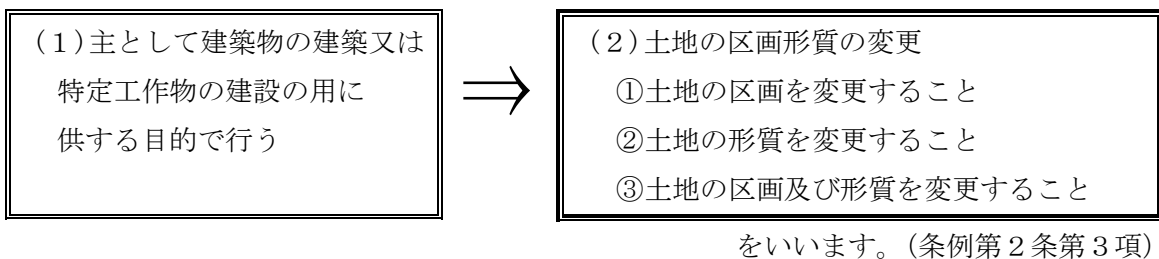 (1)主として建築物の建築又は
特定工作物の建設の用に
供する目的で行う
⇒
(2)土地の区画形質の変更
①土地の区画を変更すること
②土地の形質を変更すること
③土地の区画及び形質を変更すること
をいいます。(条例第2条第3項)